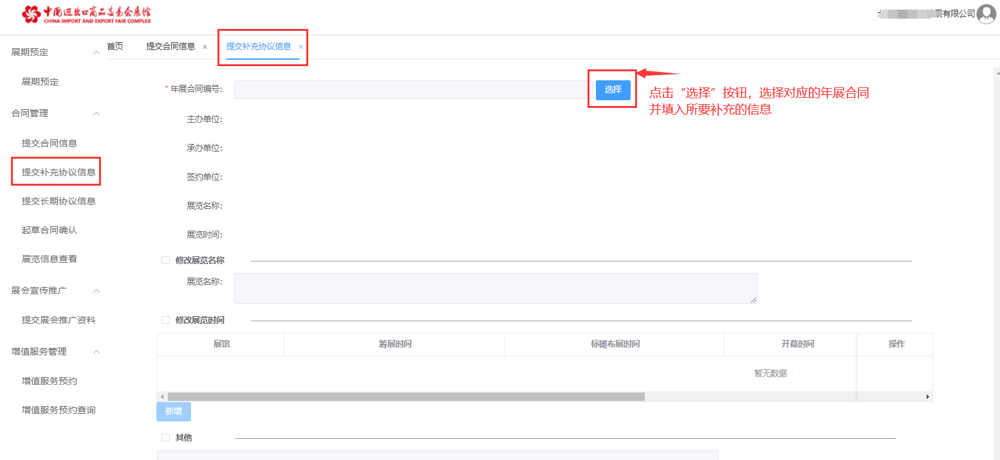 中国进出口商品交易会展馆
CHINA IMPORT AND EXPORT FAIR COMPLEX
展有限公司
展期预定
展期预定
合同管理
提交合同信息
提交补充协议信息
提交长期协议信息
起草合同确认
展览信息查看
展会宣传推广
提交展会推广资料
增值服务管理
增值服务预约
增值服务预约查询
首页 提交合同信息 × 提交补充协议信息 ×
* 年展合同编号: 选择
点击“选择”按钮，选择对应的年展合同
并填入所要补充的信息
主办单位:
承办单位:
签约单位:
展览名称:
展览时间:
修改展览名称
展览名称:
修改展览时间
展馆 筹展时间 标摊布展时间 开幕时间 操作
暂无数据
新增
其他